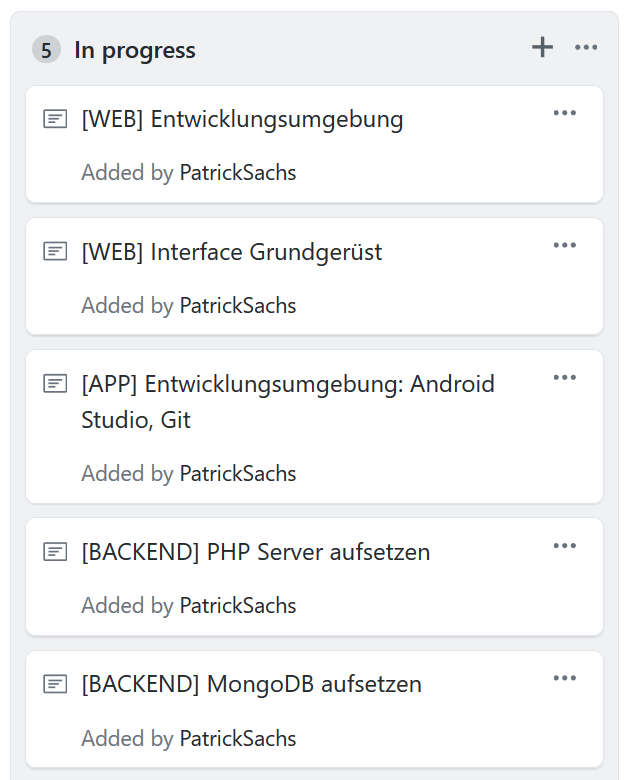 5 In progress
[WEB] Entwicklungsumgebung
Added by PatrickSachs
[WEB] Interface Grundgerüst
Added by PatrickSachs
[APP] Entwicklungsumgebung: Android
Studio, Git
Added by PatrickSachs
[BACKEND] PHP Server aufsetzen
Added by PatrickSachs
[BACKEND] MongoDB aufsetzen
Added by PatrickSachs